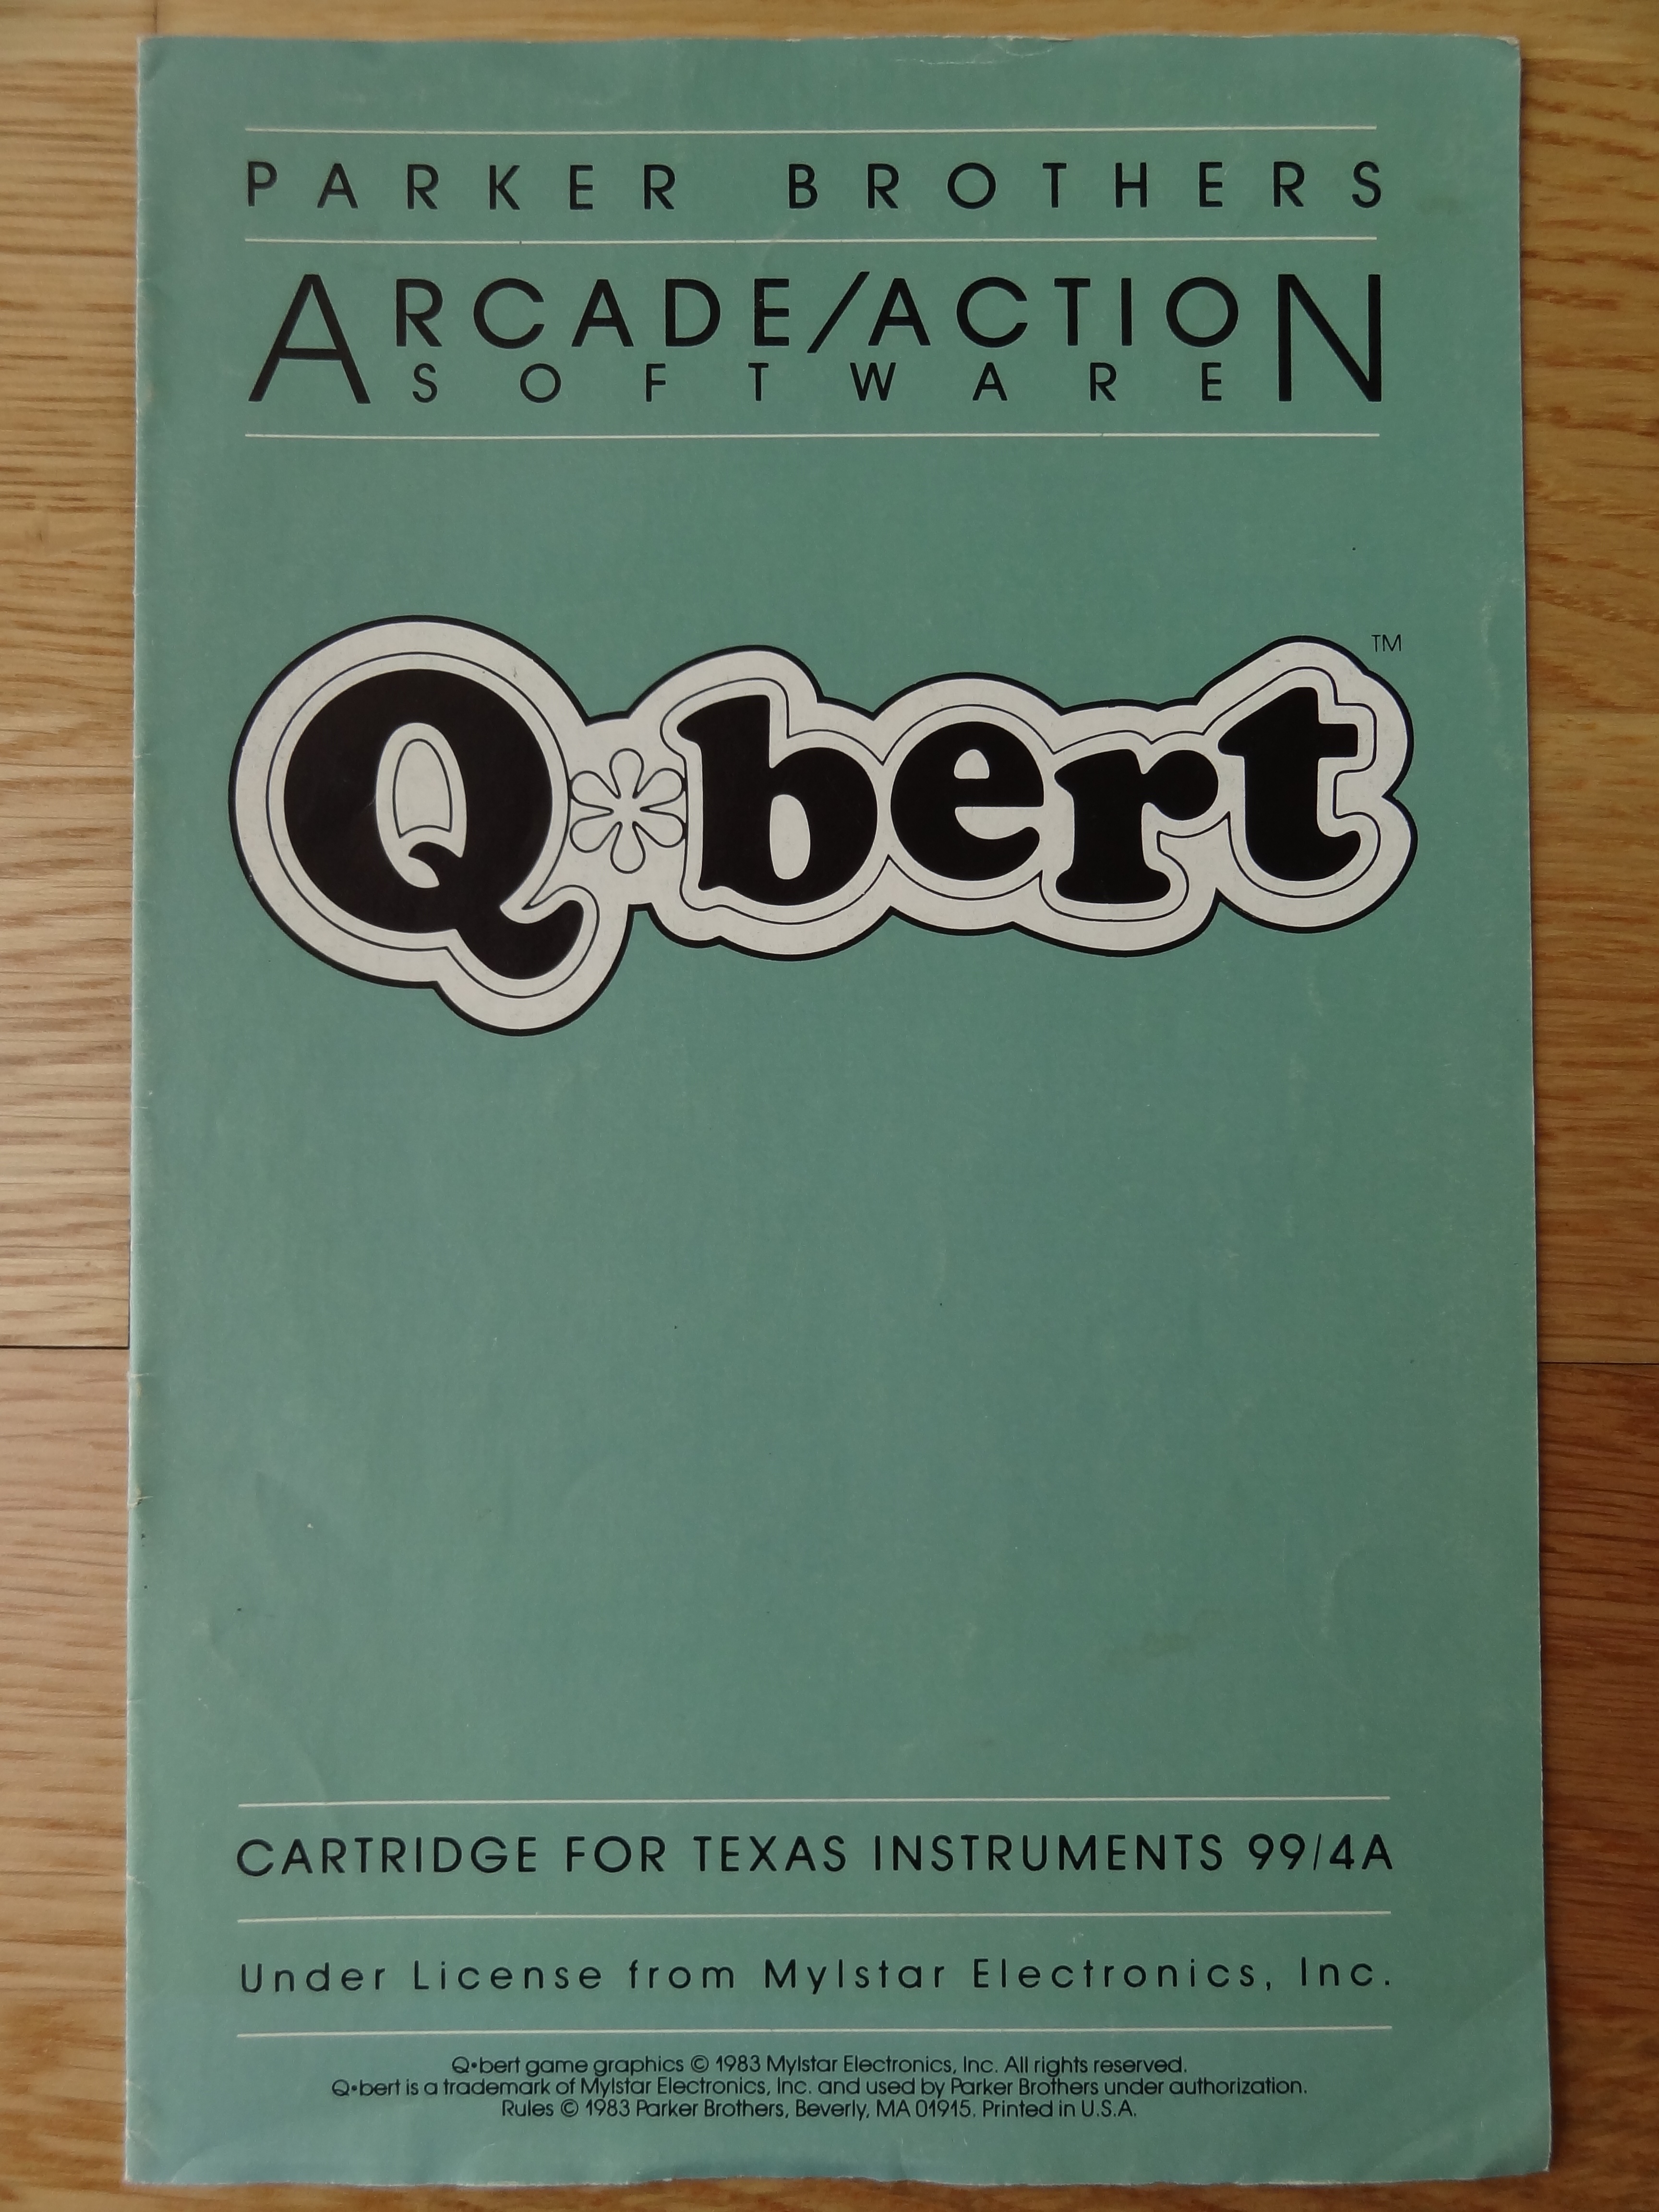 PARKER BROTHERS
ARCADE/ACTION
SOFTWARE
Q*bert™
CARTRIDGE FOR TEXAS INSTRUMENTS 99/4A
Under License from Mylstar Electronics, Inc.
Q•bert game graphics © 1983 Mylstar Electronics, Inc. All rights reserved.
Q•bert is a trademark of Mylstar Electronics, Inc. and used by Parker Brothers under authorization.
Rules © 1983 Parker Brothers, Beverly, MA 01915. Printed in U.S.A.